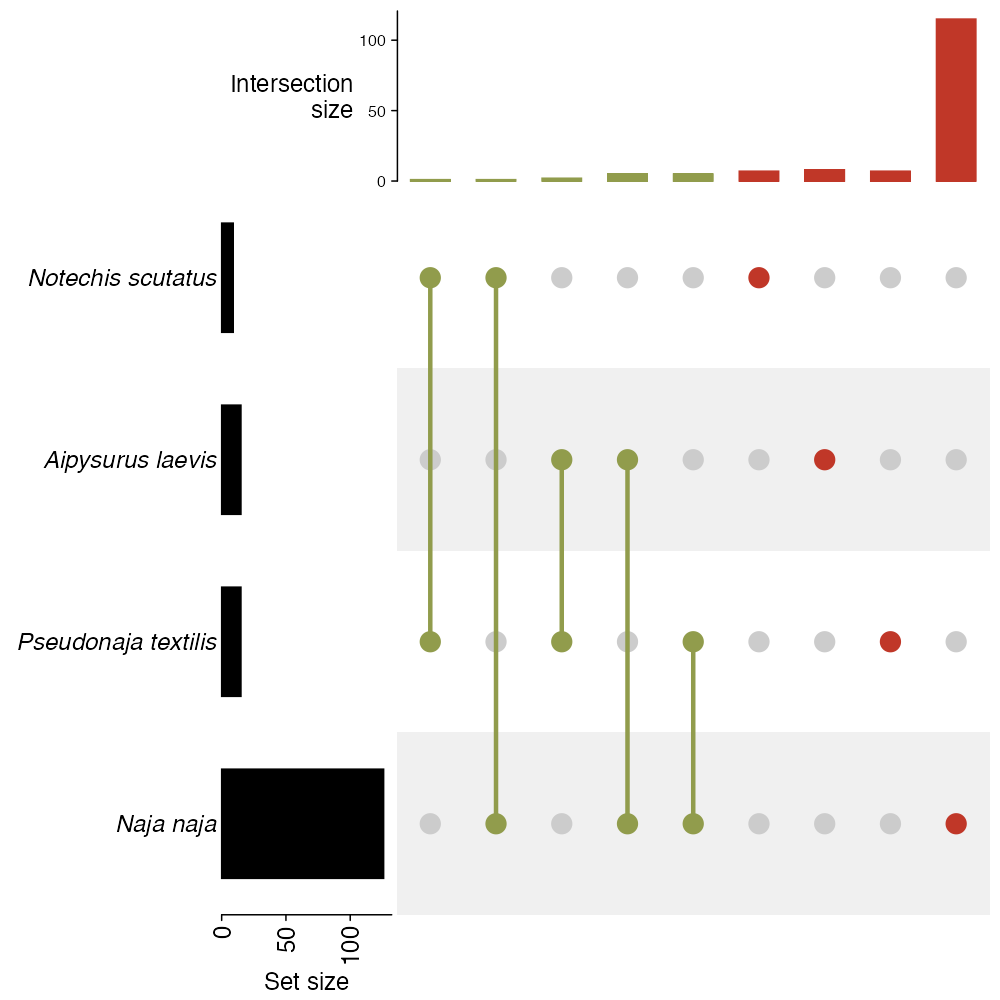 100
Intersection
size
50
0
Notechis scutatus
Aipysurus laevis
Pseudonaja textilis
Naja naja
0
50
100
Set size